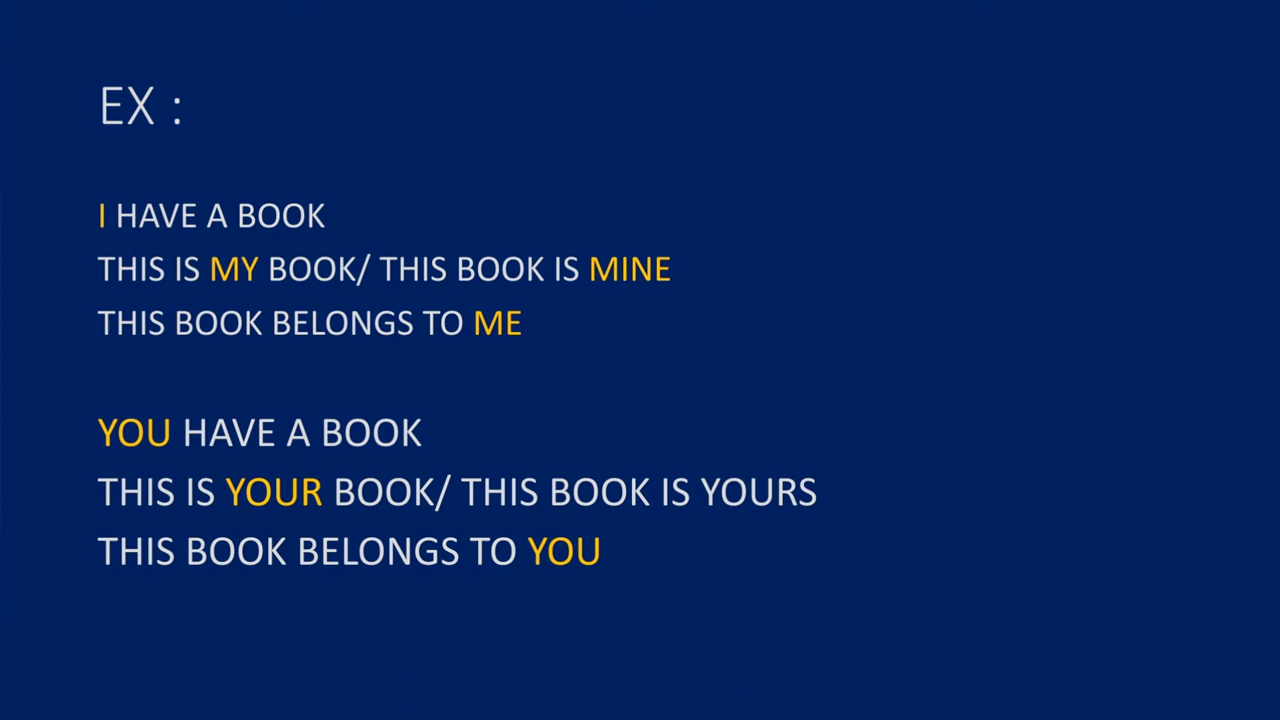 EX :
I HAVE A BOOK
THIS IS MY BOOK/ THIS BOOK IS MINE
THIS BOOK BELONGS TO ME
YOU HAVE A BOOK
THIS IS YOUR BOOK/ THIS BOOK IS YOURS
THIS BOOK BELONGS TO YOU